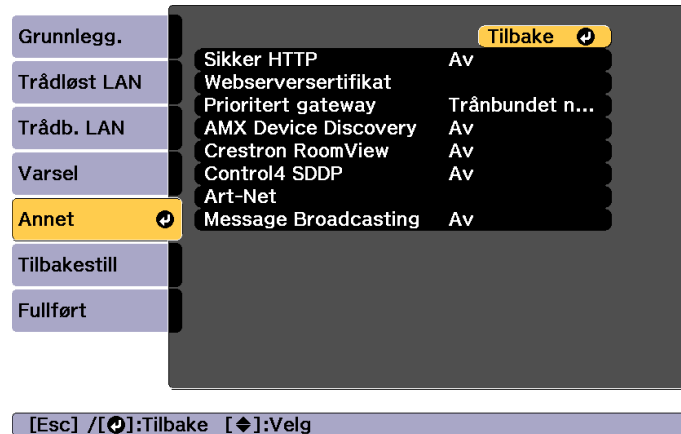 Grunnlegg.
Trådløst LAN
Trådb. LAN
Varsel
Annet
Tilbakestill
Fullført
Tilbake
Sikker HTTP Av
Webserversertifikat
Prioritert gateway Trånbundet n...
AMX Device Discovery Av
Crestron RoomView Av
Control4 SDDP Av
Art-Net
Message Broadcasting Av
[Esc] /[⏎]:Tilbake [◆]:Velg